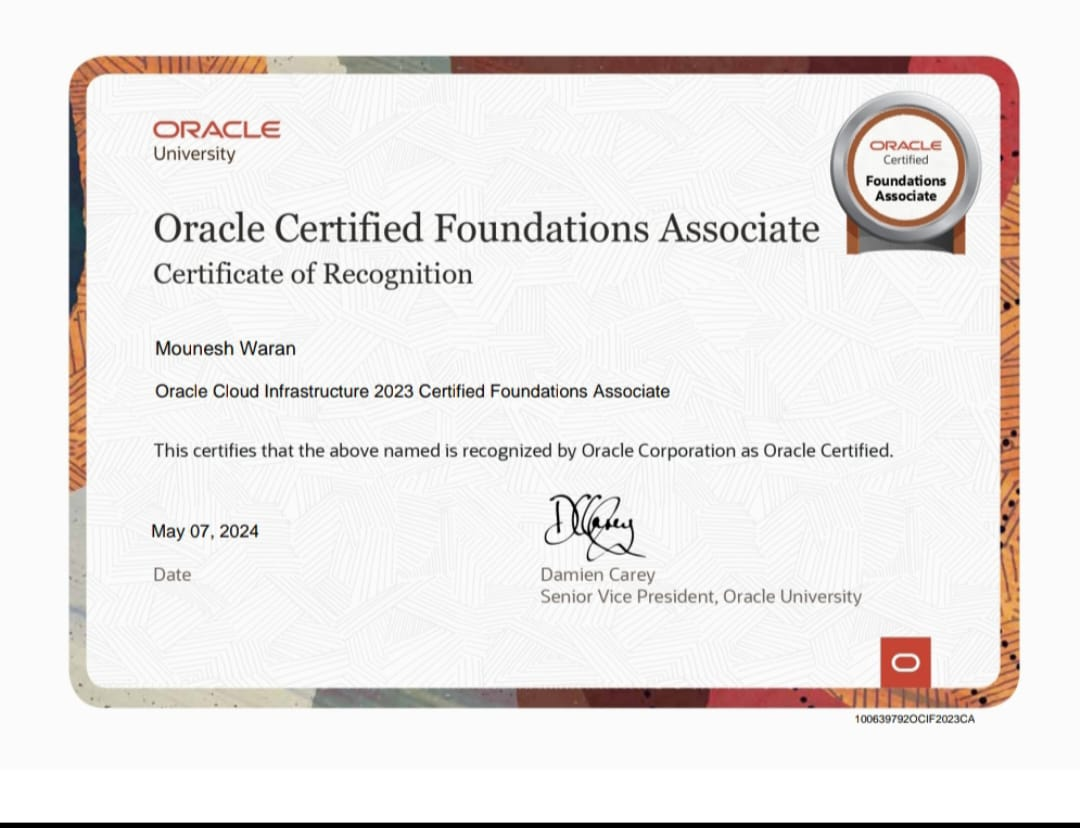 ORACLE
University
ORACLE
Certified
Foundations
Associate
Oracle Certified Foundations Associate
Certificate of Recognition
Mounesh Waran
Oracle Cloud Infrastructure 2023 Certified Foundations Associate
This certifies that the above named is recognized by Oracle Corporation as Oracle Certified.
DCarey
May 07, 2024
Date
Damien Carey
Senior Vice President, Oracle University
100639792OCIF2023CA